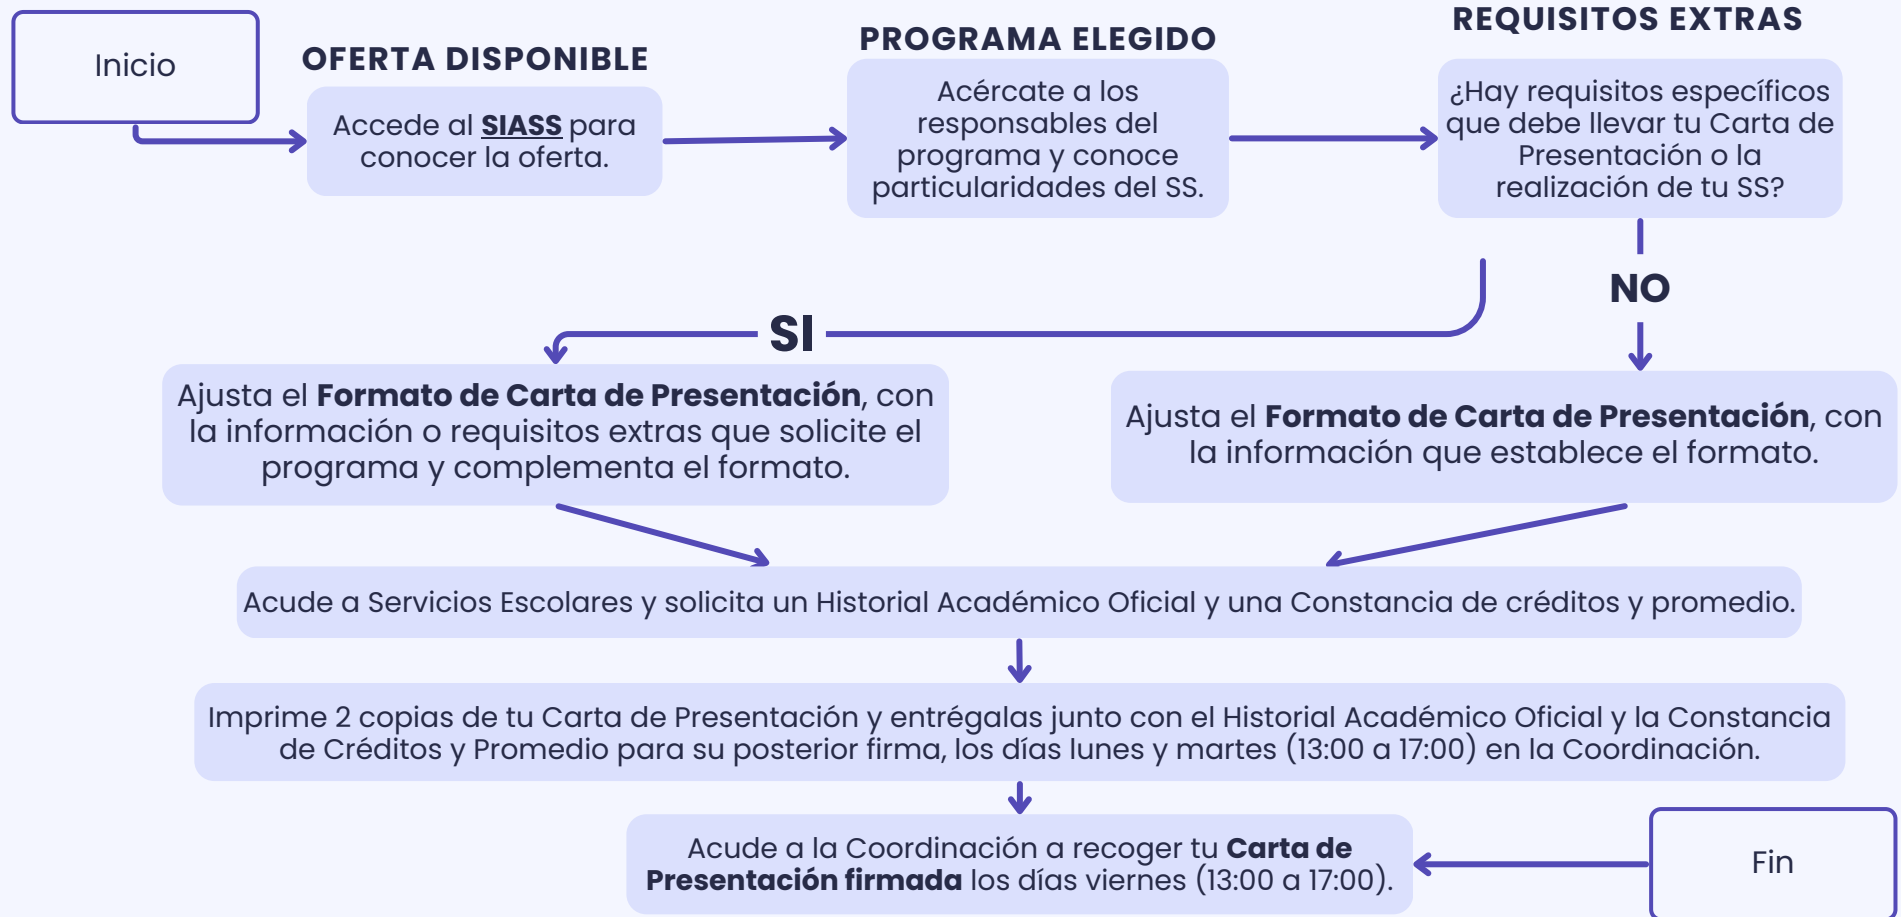 Inicio
OFERTA DISPONIBLE
Accede al SIASS para
conocer la oferta.
PROGRAMA ELEGIDO
Acércate a los
responsables del
programa y conoce
particularidades del SS.
REQUISITOS EXTRAS
¿Hay requisitos específicos
que debe llevar tu Carta de
Presentación o la
realización de tu SS?
NO
SI
Ajusta el Formato de Carta de Presentación, con
la información o requisitos extras que solicite el
programa y complementa el formato.
Ajusta el Formato de Carta de Presentación, con
la información que establece el formato.
Acude a Servicios Escolares y solicita un Historial Académico Oficial y una Constancia de créditos y promedio.
Imprime 2 copias de tu Carta de Presentación y entrégalas junto con el Historial Académico Oficial y la Constancia
de Créditos y Promedio para su posterior firma, los días lunes y martes (13:00 a 17:00) en la Coordinación.
Acude a la Coordinación a recoger tu Carta de
Presentación firmada los días viernes (13:00 a 17:00).
Fin